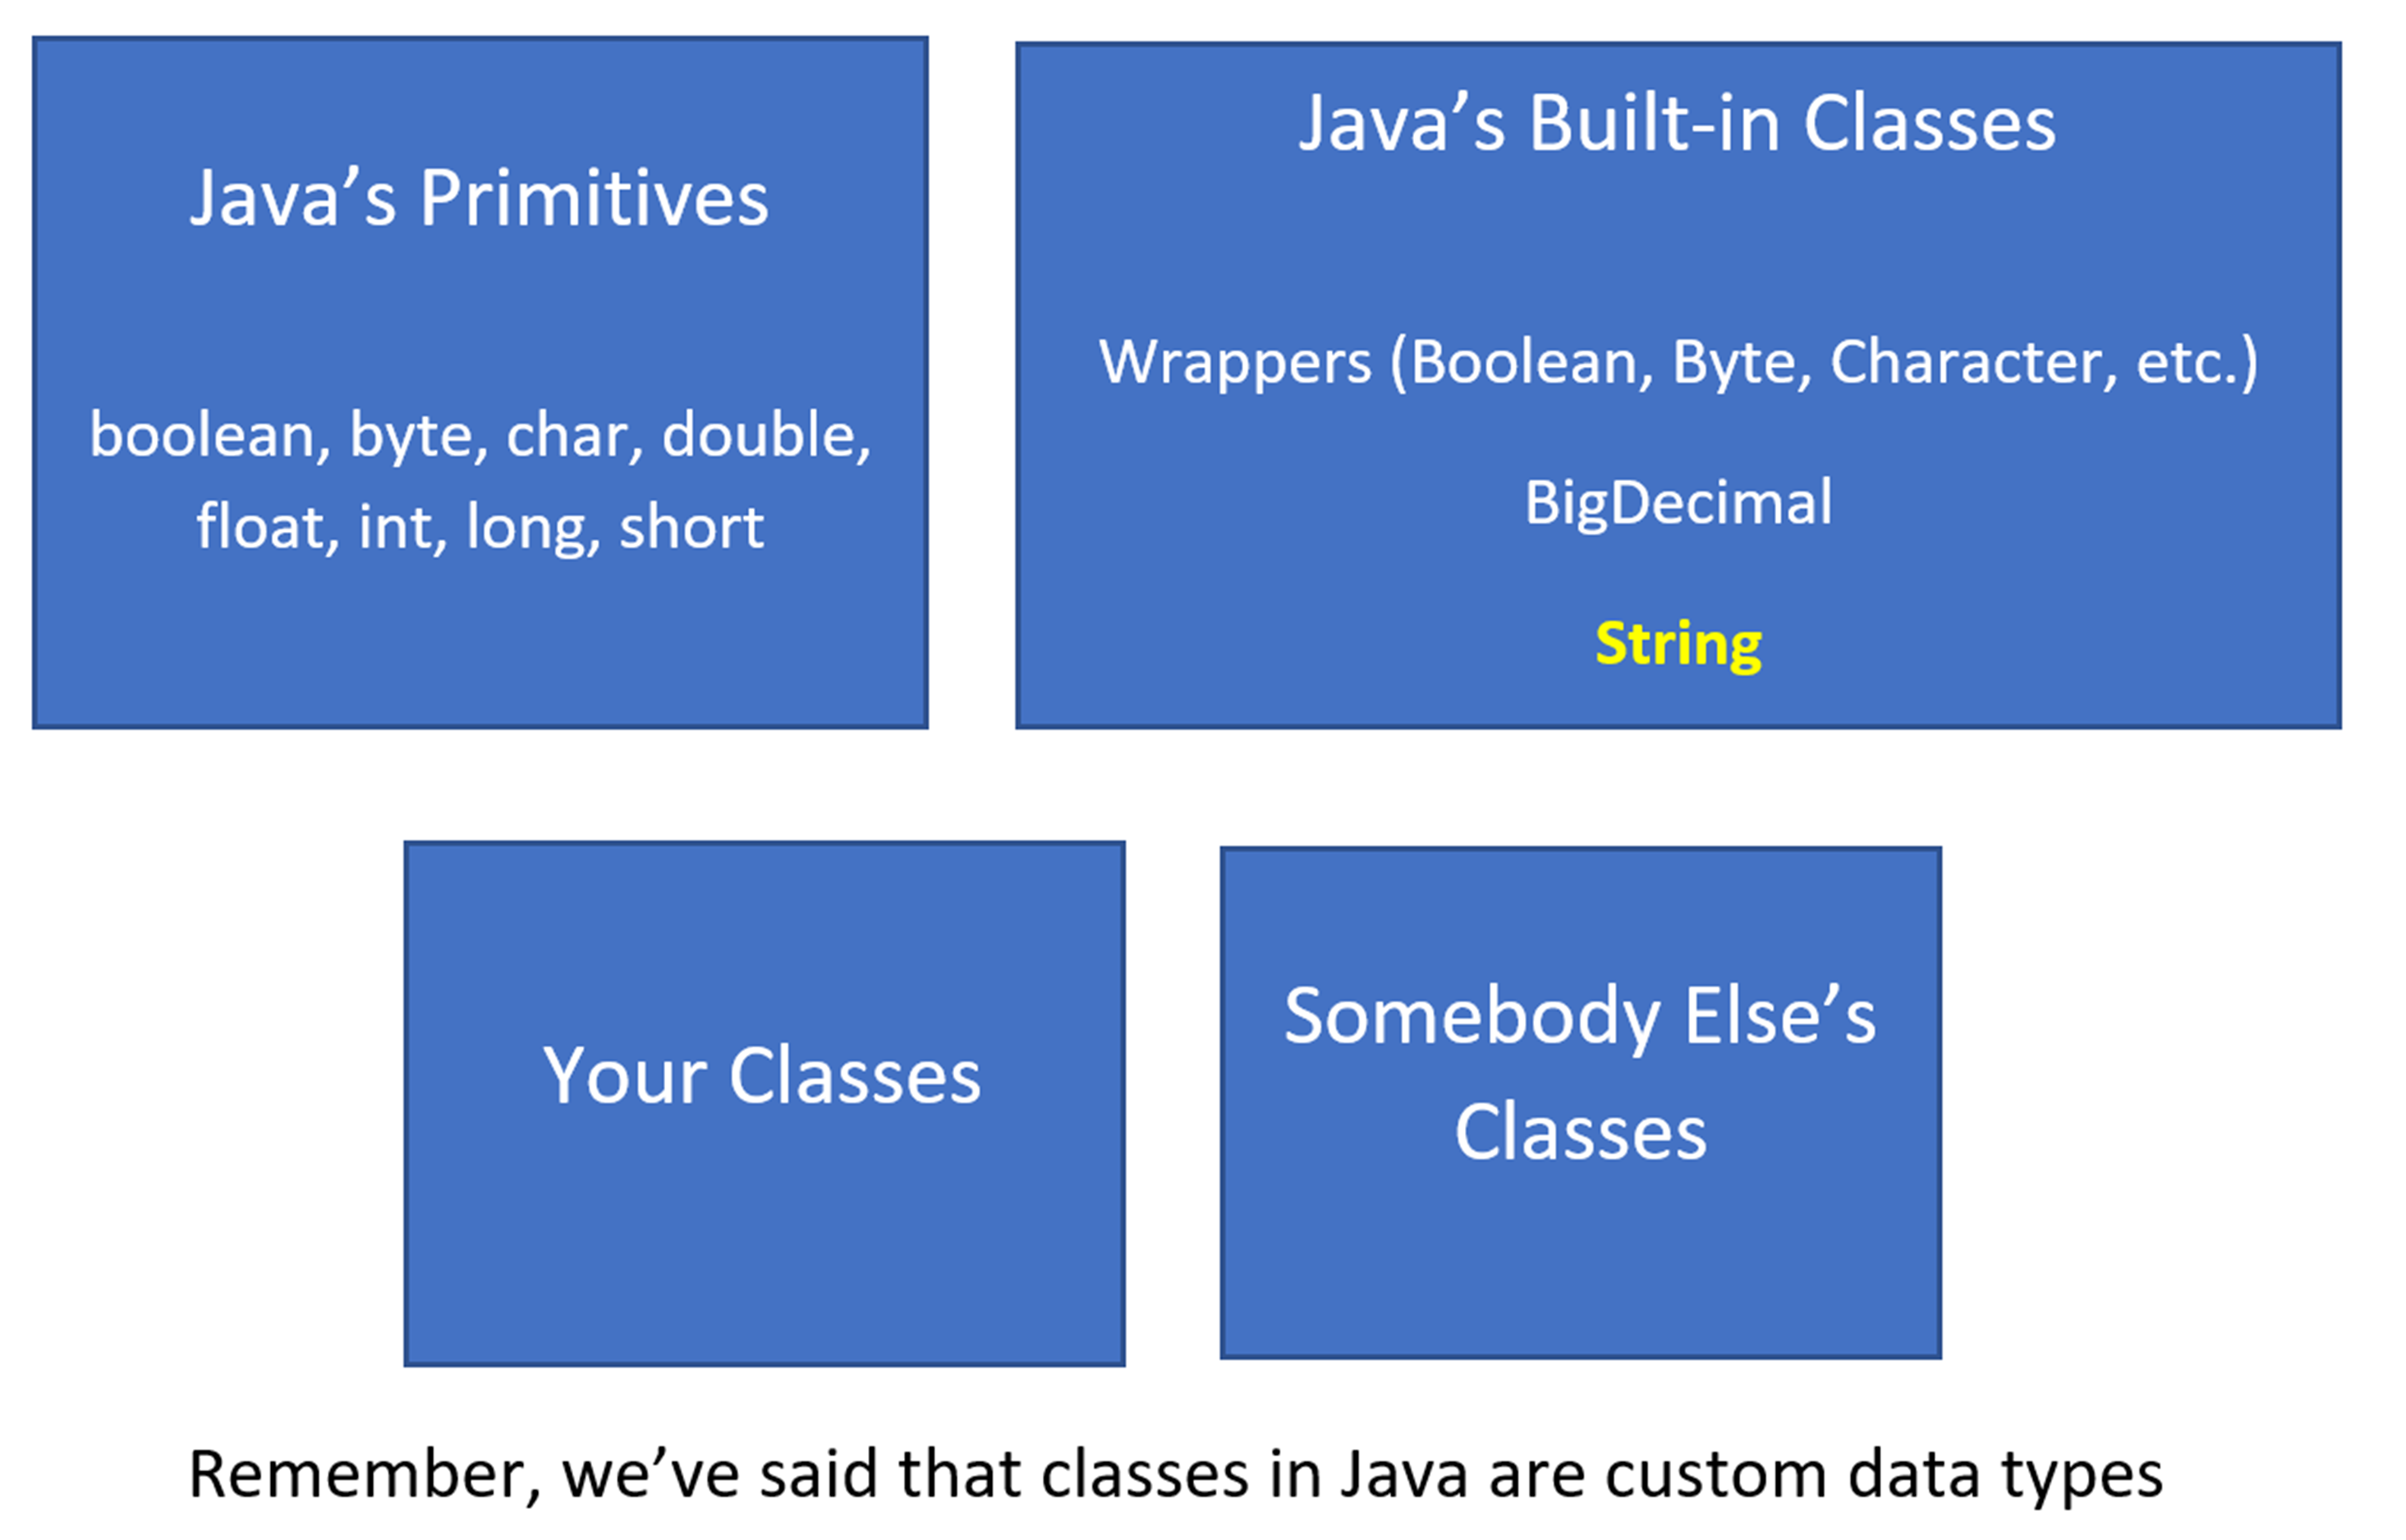 Java’s Primitives
boolean, byte, char, double,
float, int, long, short
Java’s Built-in Classes
Wrappers (Boolean, Byte, Character, etc.)
BigDecimal
String
Your Classes
Somebody Else’s
Classes
Remember, we’ve said that classes in Java are custom data types